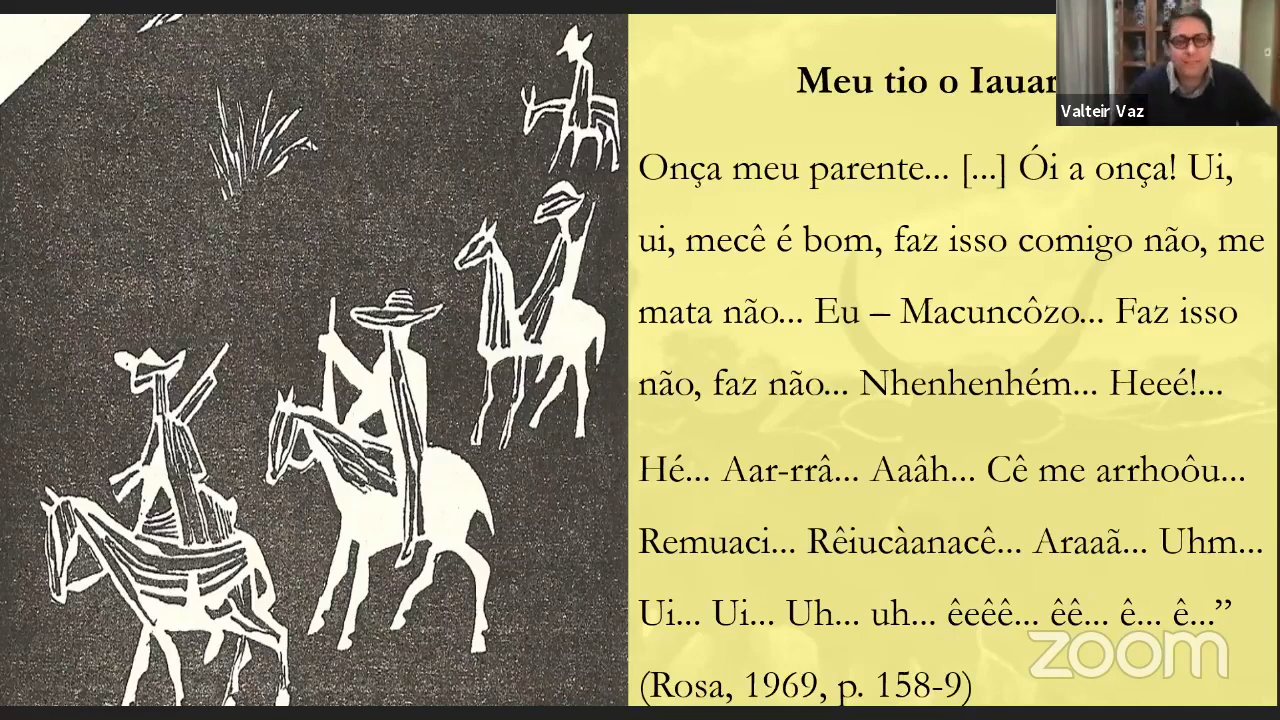 Meu tio o Iauar
Valteir Vaz
Onça meu parente... [...] Ói a onça! Ui,
ui, mecê é bom, faz isso comigo não, me
mata não... Eu – Macuncôzo... Faz isso
não, faz não... Nhenhenhém... Heeé!...
Hé... Aar-rrâ... Aaâh... Cê me arrhoôu...
Remuaci... Rêiucàanacê... Araaã... Uhm...
Ui... Ui... Uh... uh... êeêê... êê... ê... ê...”
(Rosa, 1969, p. 158-9)
zoom